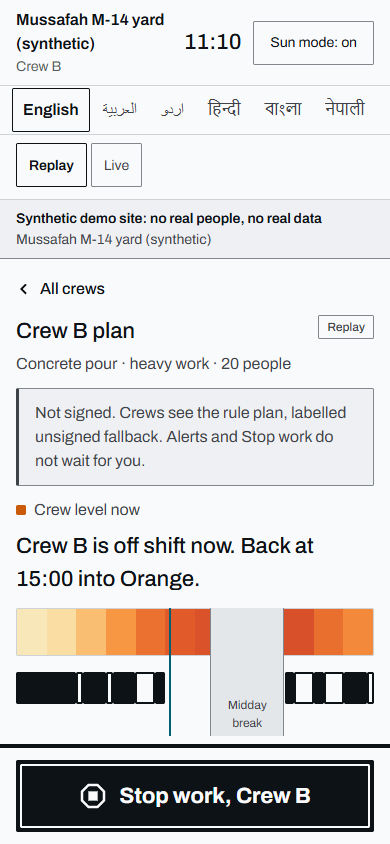 Mussafah M-14 yard
(synthetic)
Crew B
11:10
Sun mode: on
English
العربية
اردو
हिन्दी
বাংলা
नेपाली
Replay
Live
Synthetic demo site: no real people, no real data
Mussafah M-14 yard (synthetic)
All crews
Crew B plan
Replay
Concrete pour · heavy work · 20 people
Not signed. Crews see the rule plan, labelled
unsigned fallback. Alerts and Stop work do
not wait for you.
Crew level now
Crew B is off shift now. Back at
15:00 into Orange.
Midday
break
Stop work, Crew B